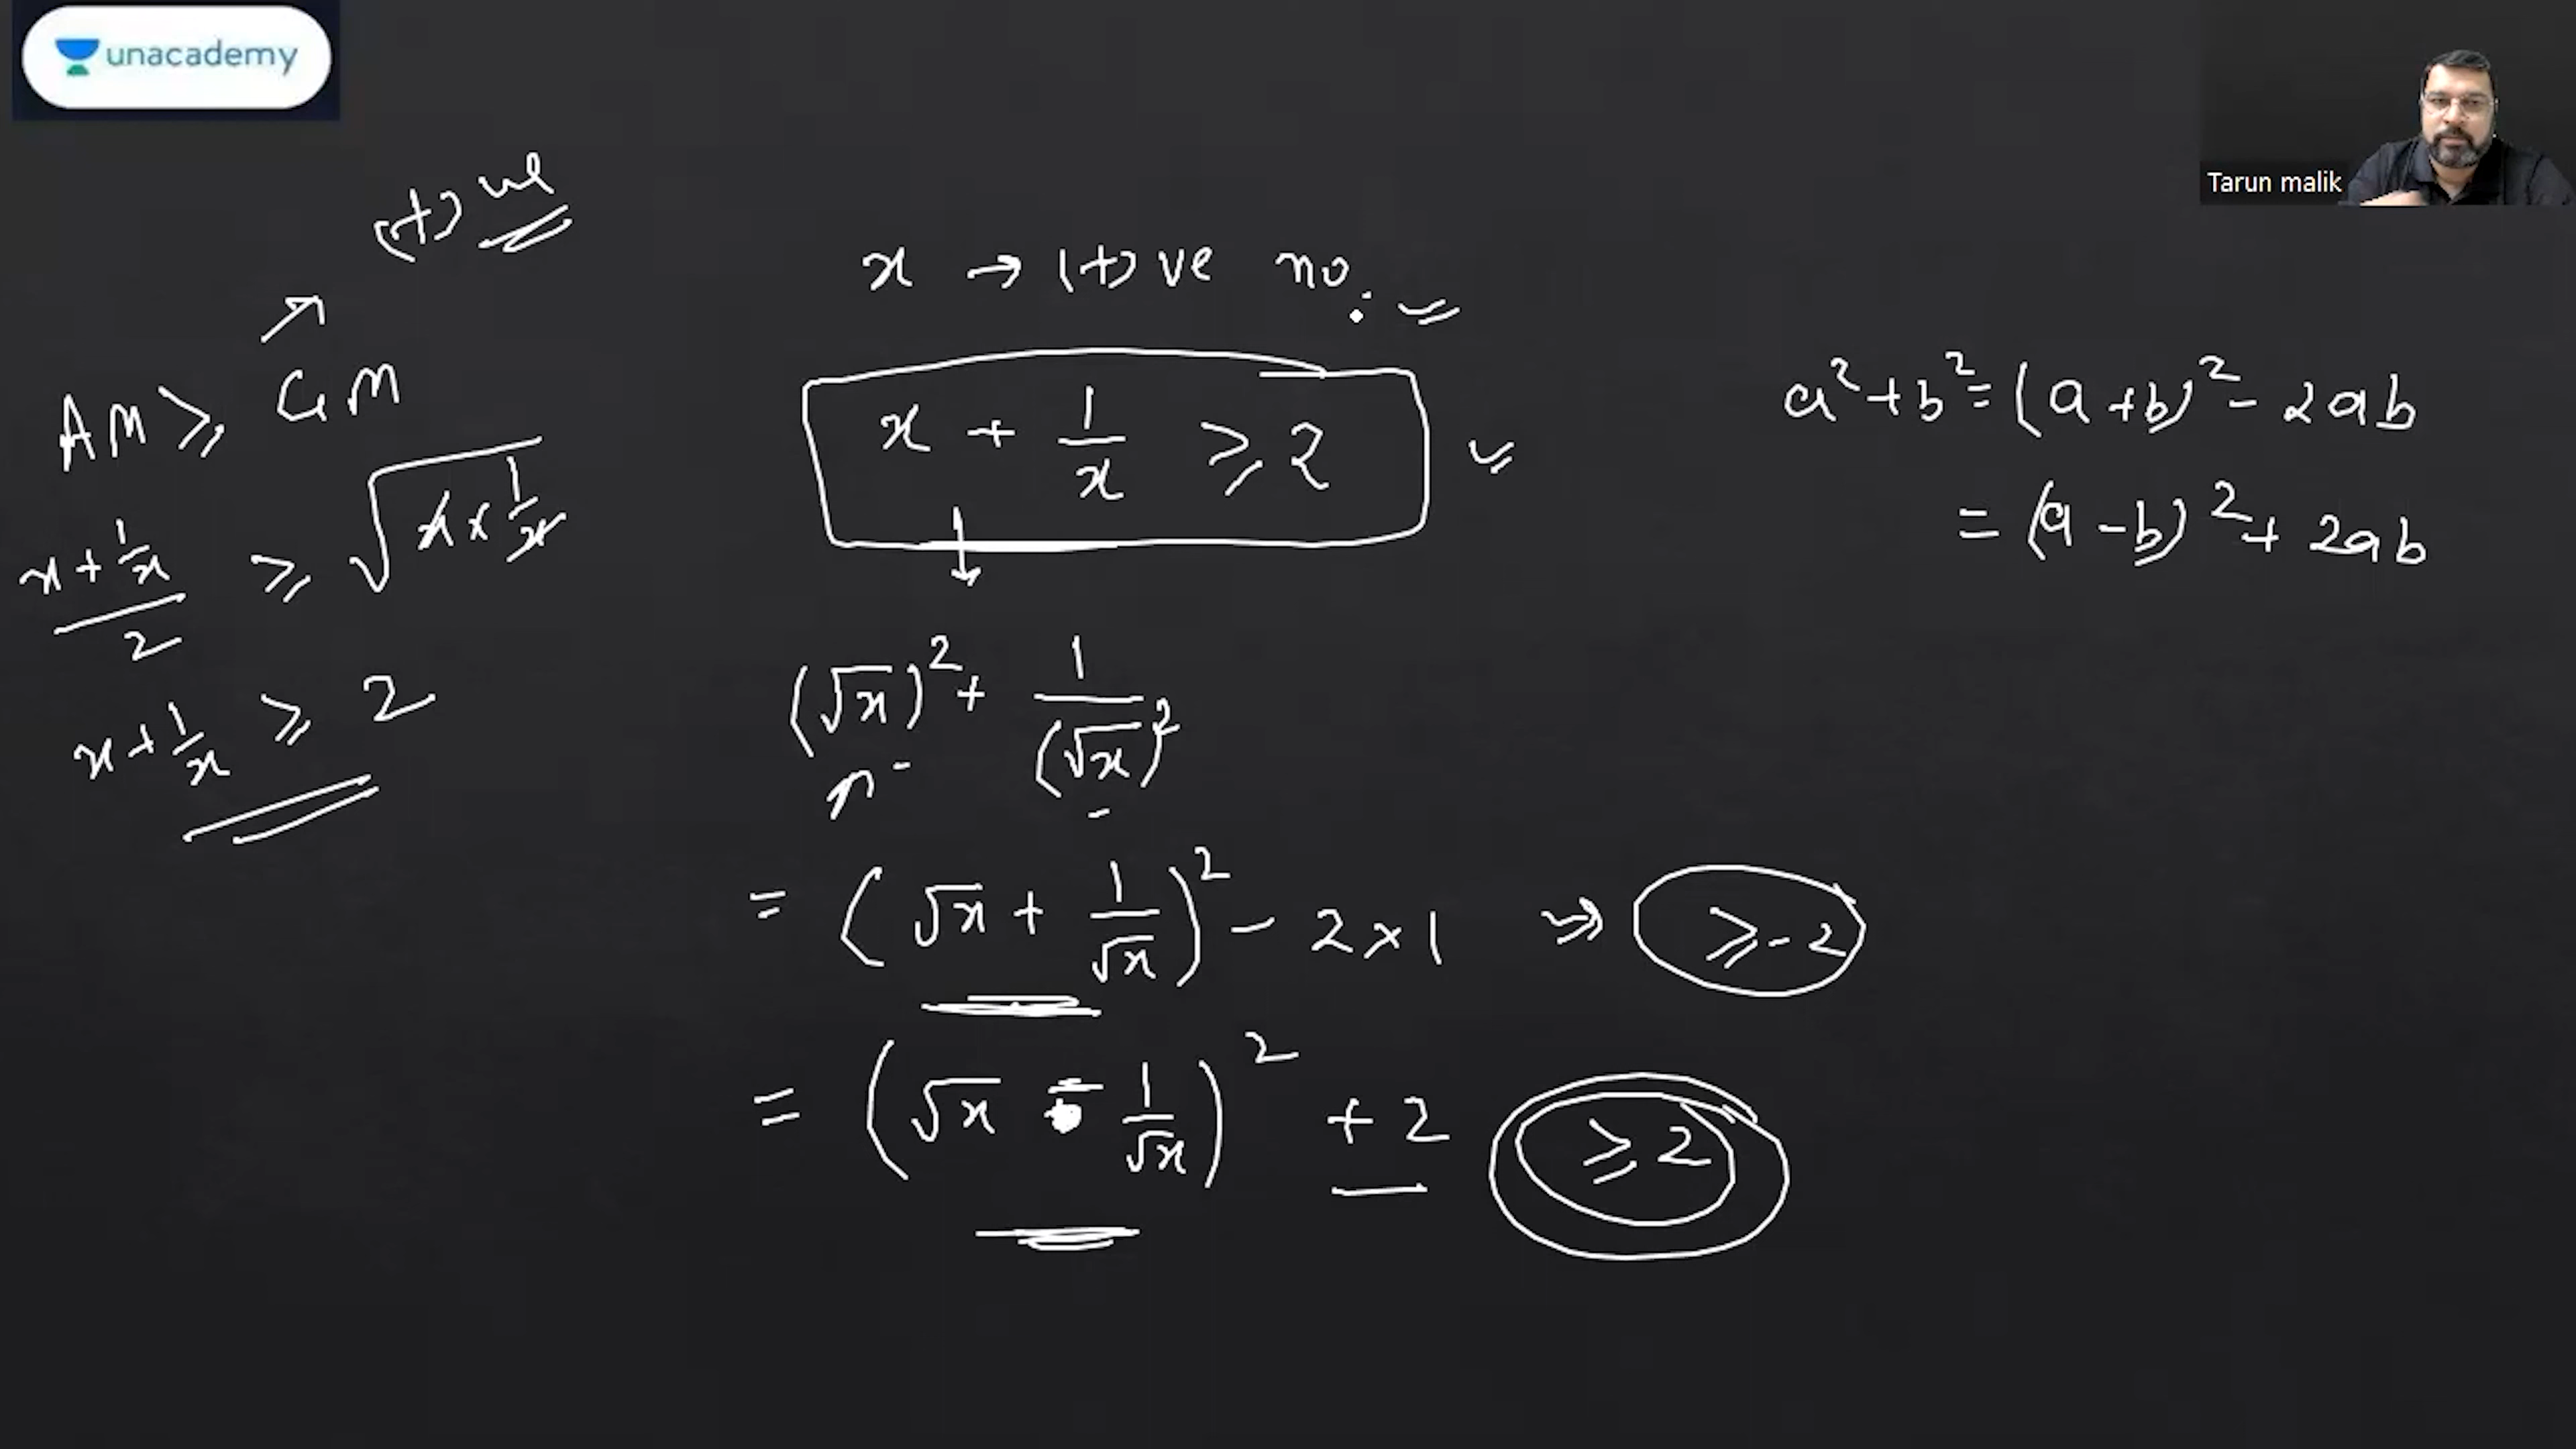 unacademy
Tarun malik
(+)ve
AM ≥ GM
(x + 1/x)/2 ≥ √(x × 1/x)
x + 1/x ≥ 2
x → (+)ve no.
x + 1/x ≥ 2
(√x)² + 1/(√x)²
= (√x + 1/√x)² - 2 × 1 ⇒ ≥ -2
= (√x - 1/√x)² + 2 ≥ 2
a² + b² = (a + b)² - 2ab
= (a - b)² + 2ab